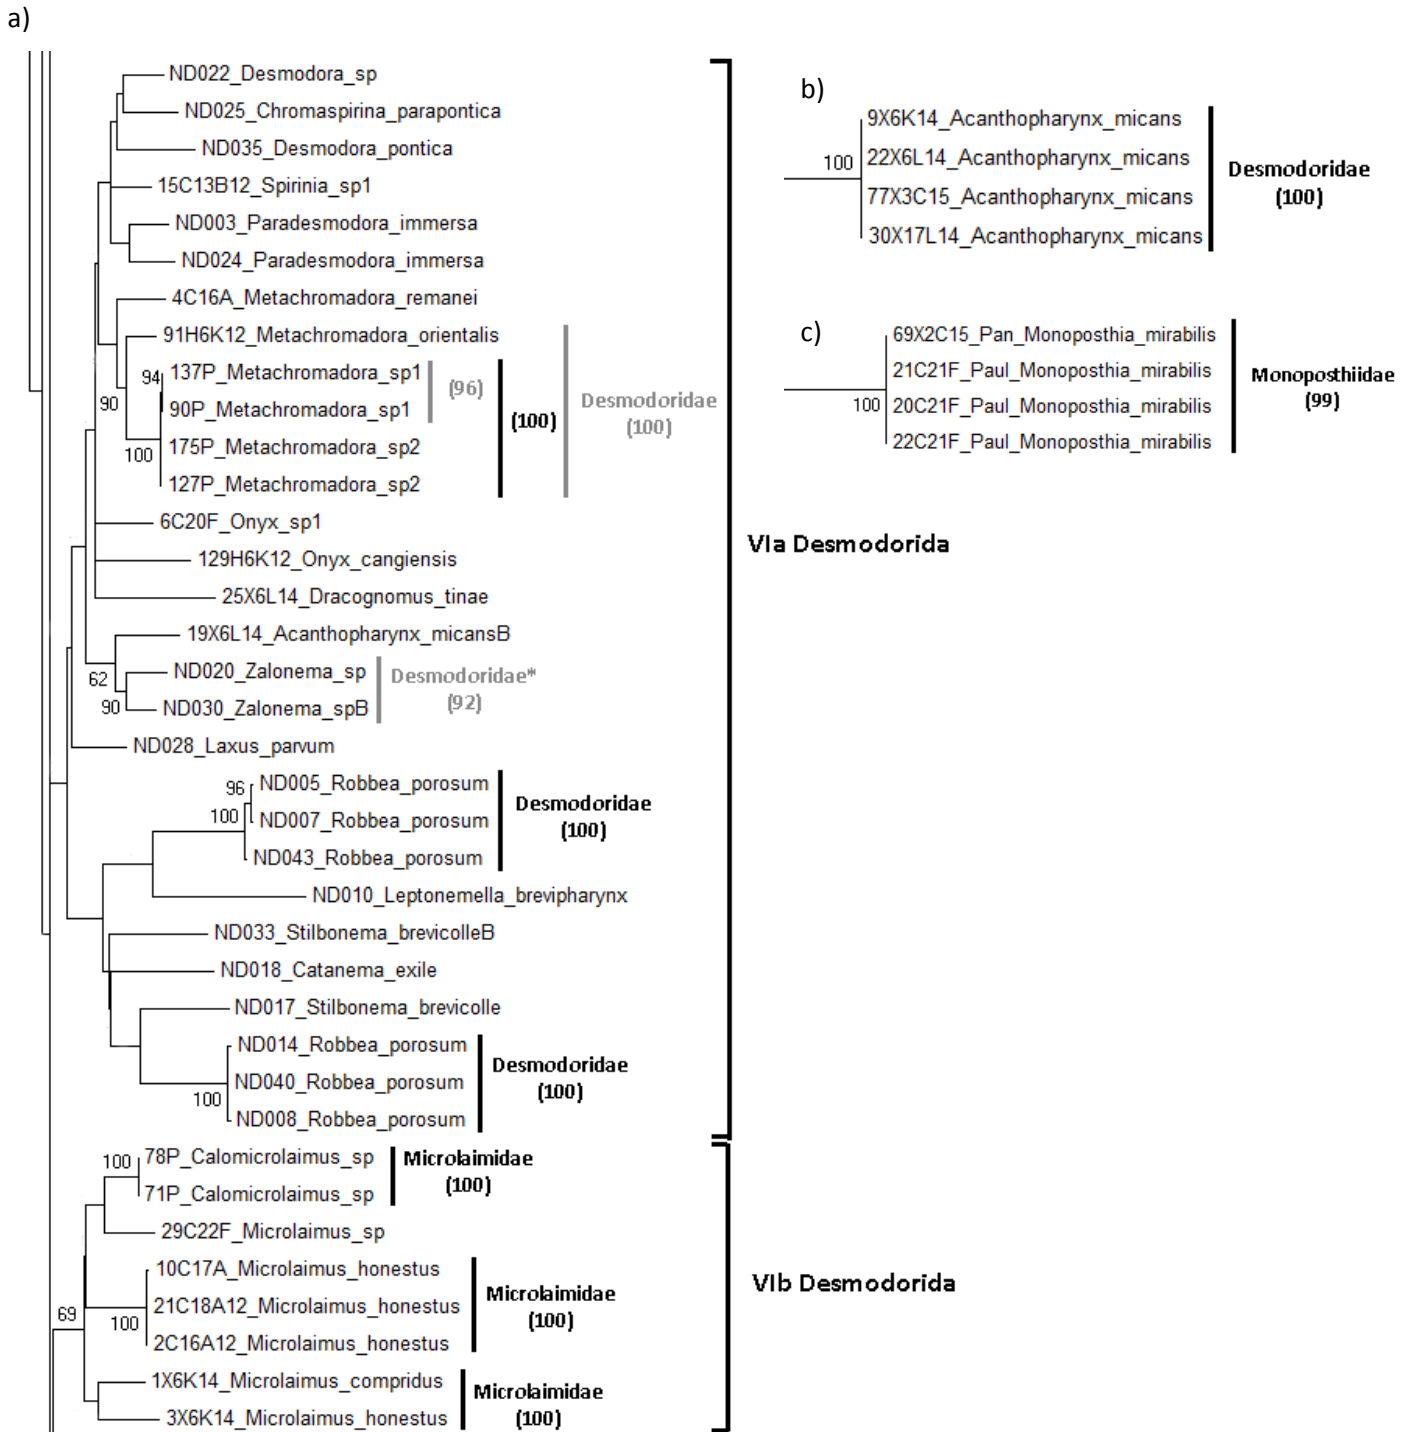 a)
ND022_Desmodora_sp
ND025_Chromaspirina_parapontica
ND035_Desmodora_pontica
15C13B12_Spirinia_sp1
ND003_Paradesmodora_immersa
ND024_Paradesmodora_immersa
4C16A_Metachromadora_remanei
91H6K12_Metachromadora_orientalis
94
137P_Metachromadora_sp1
90P_Metachromadora_sp1
(96)
90
100
175P_Metachromadora_sp2
127P_Metachromadora_sp2
(100)
Desmodoridae
(100)
6C20F_Onyx_sp1
129H6K12_Onyx_cangiensis
25X6L14_Dracognomus_tinae
19X6L14_Acanthopharynx_micansB
62
ND020_Zalonema_sp
90
ND030_Zalonema_spB
Desmodoridae*
(92)
ND028_Laxus_parvum
96
ND005_Robbea_porosum
100
ND007_Robbea_porosum
ND043_Robbea_porosum
Desmodoridae
(100)
ND010_Leptonemella_brevipharynx
ND033_Stilbonema_brevicolleB
ND018_Catanema_exile
ND017_Stilbonema_brevicolle
ND014_Robbea_porosum
ND040_Robbea_porosum
100
ND008_Robbea_porosum
Desmodoridae
(100)
VIa Desmodorida
100
78P_Calomicrolaimus_sp
71P_Calomicrolaimus_sp
Microlaimidae
(100)
29C22F_Microlaimus_sp
10C17A_Microlaimus_honestus
21C18A12_Microlaimus_honestus
69
100
2C16A12_Microlaimus_honestus
Microlaimidae
(100)
1X6K14_Microlaimus_compridus
3X6K14_Microlaimus_honestus
Microlaimidae
(100)
VIb Desmodorida
b)
9X6K14_Acanthopharynx_micans
100
22X6L14_Acanthopharynx_micans
77X3C15_Acanthopharynx_micans
30X17L14_Acanthopharynx_micans
Desmodoridae
(100)
c)
69X2C15_Pan_Monoposthia_mirabilis
21C21F_Paul_Monoposthia_mirabilis
100
20C21F_Paul_Monoposthia_mirabilis
22C21F_Paul_Monoposthia_mirabilis
Monoposthiidae
(99)